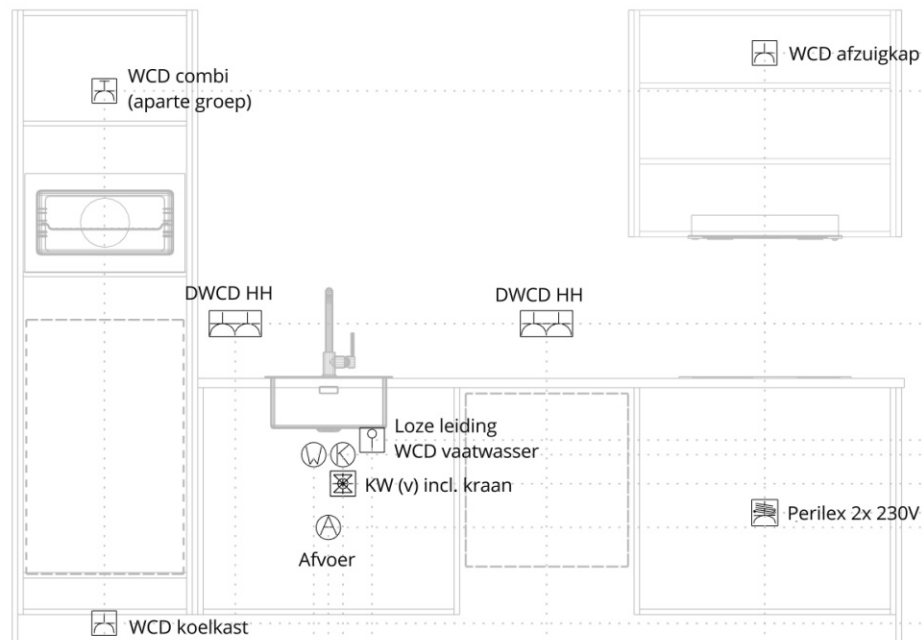 WCD combi
(aparte groep)
WCD afzuigkap
DWCD HH
DWCD HH
Loze leiding
WCD vaatwasser
W K
KW (v) incl. kraan
A
Afvoer
Perilex 2x 230V
WCD koelkast